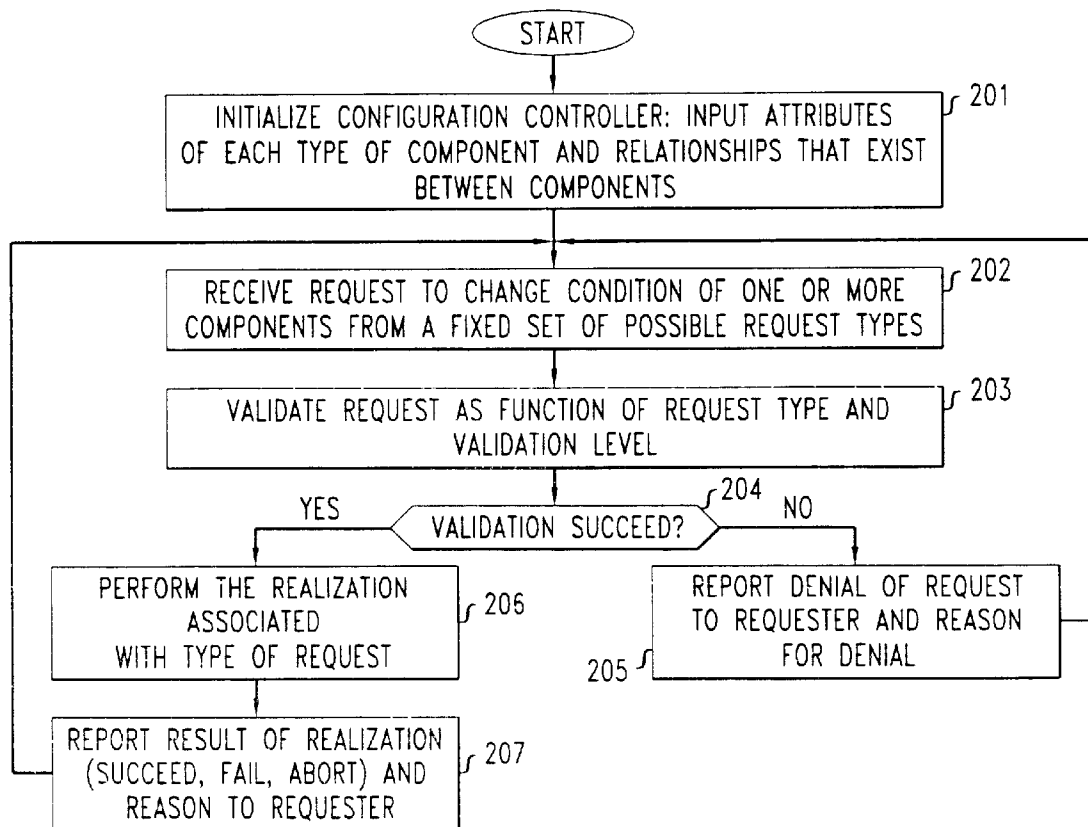 START
INITIALIZE CONFIGURATION CONTROLLER: INPUT ATTRIBUTES
OF EACH TYPE OF COMPONENT AND RELATIONSHIPS THAT EXIST
BETWEEN COMPONENTS
201
RECEIVE REQUEST TO CHANGE CONDITION OF ONE OR MORE
COMPONENTS FROM A FIXED SET OF POSSIBLE REQUEST TYPES
202
VALIDATE REQUEST AS FUNCTION OF REQUEST TYPE AND
VALIDATION LEVEL
203
VALIDATION SUCCEED?
204
YES
NO
PERFORM THE REALIZATION
ASSOCIATED
WITH TYPE OF REQUEST
206
REPORT DENIAL OF REQUEST
TO REQUESTER AND REASON
FOR DENIAL
205
REPORT RESULT OF REALIZATION
(SUCCEED, FAIL, ABORT) AND
REASON TO REQUESTER
207